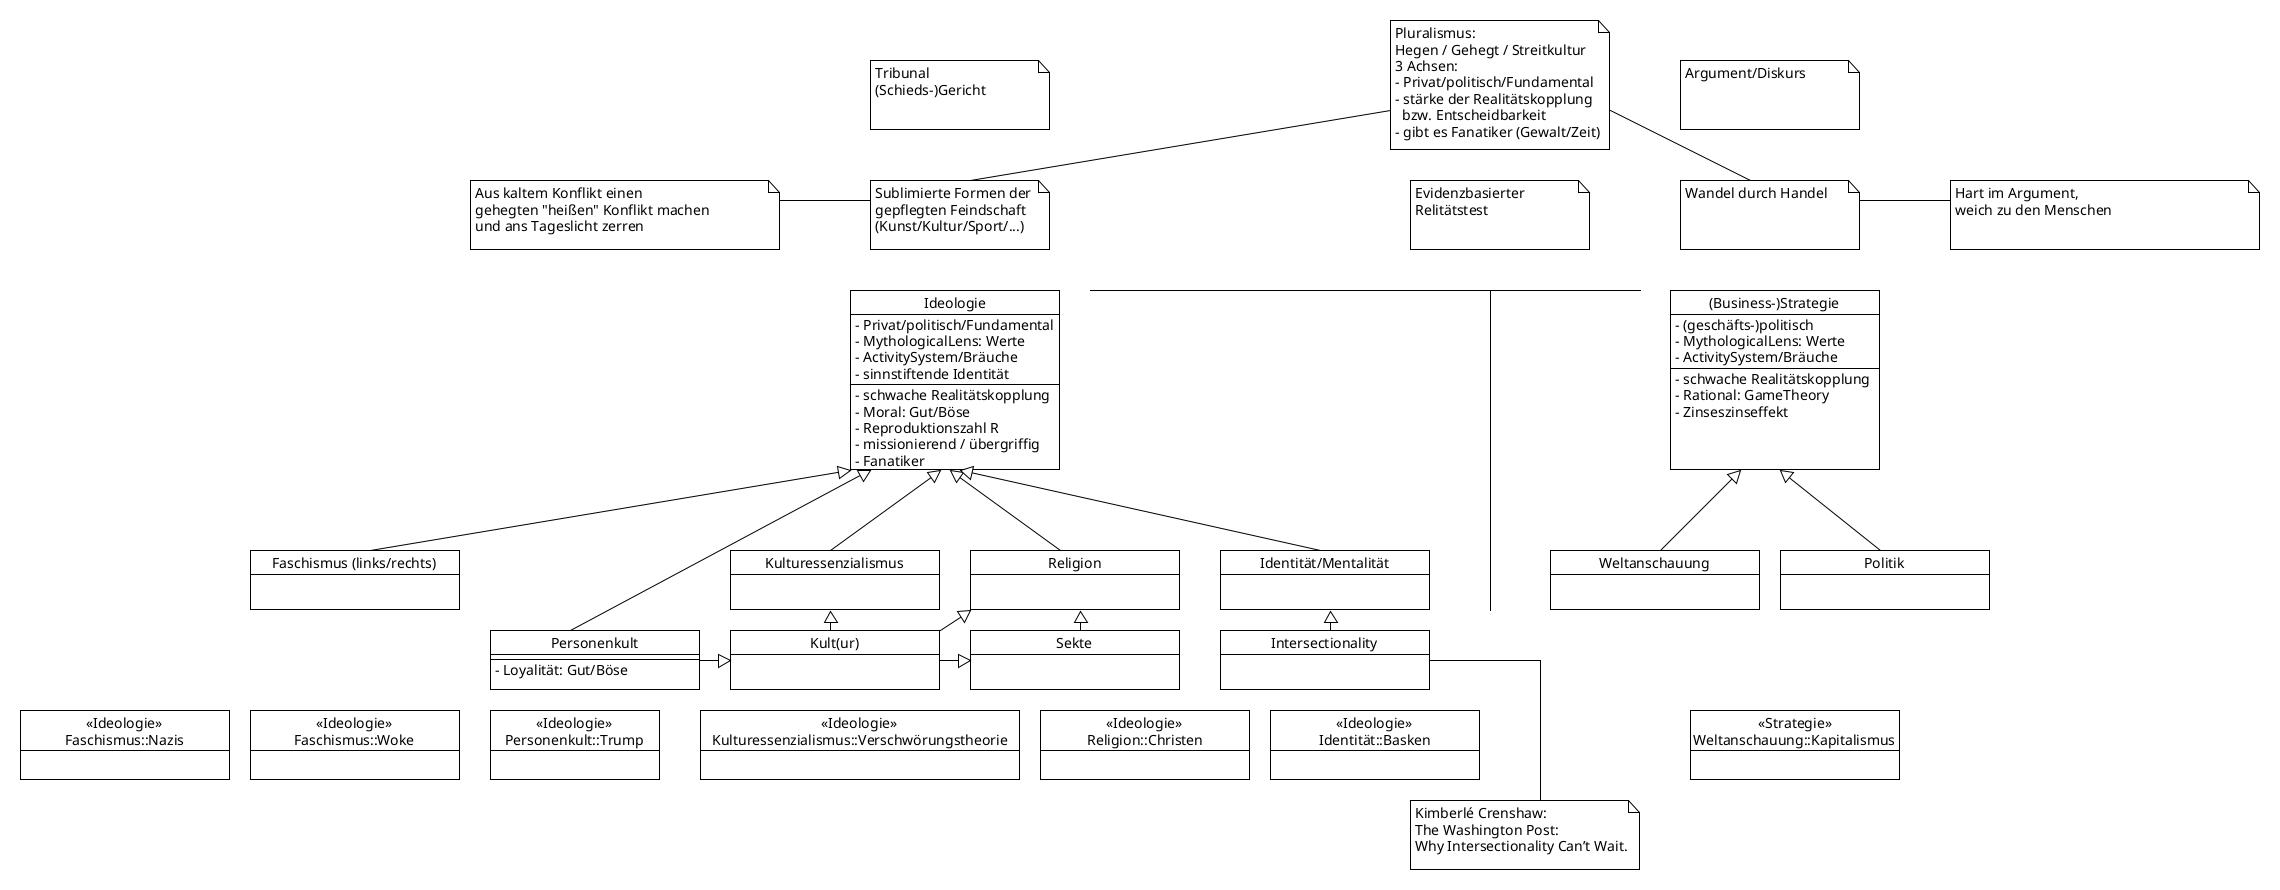 Pluralismus:
Hegen / Gehegt / Streitkultur
3 Achsen:
- Privat/politisch/Fundamental
- stärke der Realitätskopplung
bzw. Entscheidbarkeit
- gibt es Fanatiker (Gewalt/Zeit)
Tribunal
(Schieds-)Gericht
Argument/Diskurs
Aus kaltem Konflikt einen
gehegten "heißen" Konflikt machen
und ans Tageslicht zerren
Sublimierte Formen der
gepflegten Feindschaft
(Kunst/Kultur/Sport/...)
Evidenzbasierter
Relitätstest
Wandel durch Handel
Hart im Argument,
weich zu den Menschen
Ideologie
- Privat/politisch/Fundamental
- MythologicalLens: Werte
- ActivitySystem/Bräuche
- sinnstiftende Identität
- schwache Realitätskopplung
- Moral: Gut/Böse
- Reproduktionszahl R
- missionierend / übergriffig
- Fanatiker
(Business-)Strategie
- (geschäfts-)politisch
- MythologicalLens: Werte
- ActivitySystem/Bräuche
- schwache Realitätskopplung
- Rational: GameTheory
- Zinseszinseffekt
Faschismus (links/rechts)
Kulturessenzialismus
Religion
Identität/Mentalität
Weltanschauung
Politik
Personenkult
- Loyalität: Gut/Böse
Kult(ur)
Sekte
Intersectionality
«Ideologie»
Faschismus::Nazis
«Ideologie»
Faschismus::Woke
«Ideologie»
Personenkult::Trump
«Ideologie»
Kulturessenzialismus::Verschwörungstheorie
«Ideologie»
Religion::Christen
«Ideologie»
Identität::Basken
«Strategie»
Weltanschauung::Kapitalismus
Kimberlé Crenshaw:
The Washington Post:
Why Intersectionality Can’t Wait.